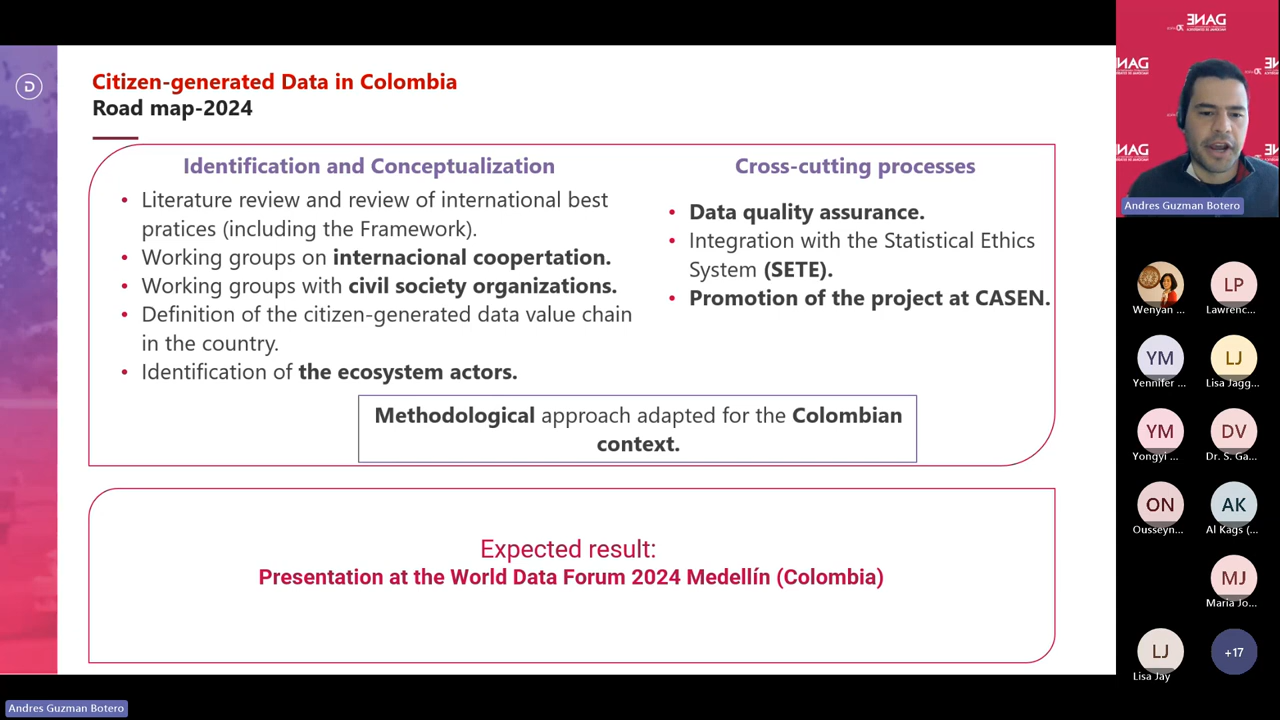 Citizen-generated Data in Colombia
Road map-2024
Identification and Conceptualization
• Literature review and review of international best
pratices (including the Framework).
• Working groups on internacional coopertation.
• Working groups with civil society organizations.
• Definition of the citizen-generated data value chain
in the country.
• Identification of the ecosystem actors.
Cross-cutting processes
• Data quality assurance.
• Integration with the Statistical Ethics
System (SETE).
• Promotion of the project at CASEN.
Methodological approach adapted for the Colombian
context.
Expected result:
Presentation at the World Data Forum 2024 Medellín (Colombia)
D
DANE
Andres Guzman Botero
Wenyan ...
LP
Lawrenc...
YM
Yennifer ...
LJ
Lisa Jagg...
YM
Yongyi ...
DV
Dr. S. Ga...
ON
Ousseyn...
AK
Al Kags (...
MJ
Maria Jo...
LJ
Lisa Jay
+17
Andres Guzman Botero